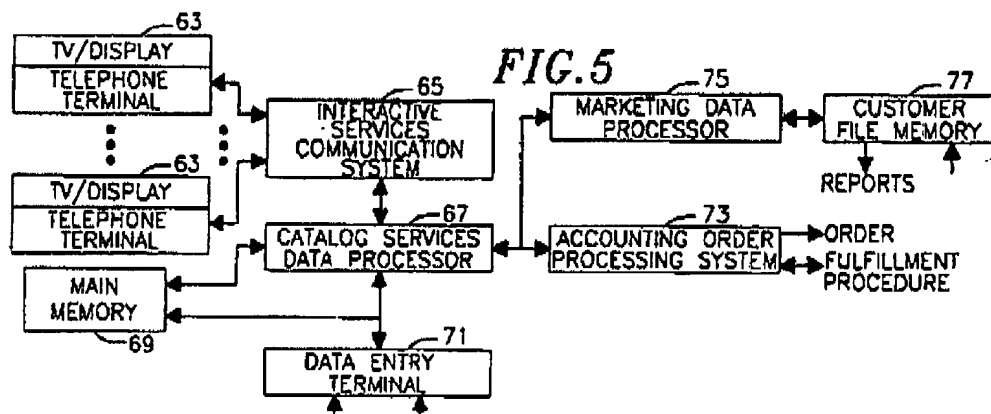 FIG.5
63
TV/DISPLAY
TELEPHONE
TERMINAL
63
TV/DISPLAY
TELEPHONE
TERMINAL
65
INTERACTIVE
SERVICES
COMMUNICATION
SYSTEM
67
CATALOG SERVICES
DATA PROCESSOR
MAIN
MEMORY
69
71
DATA ENTRY
TERMINAL
75
MARKETING DATA
PROCESSOR
77
CUSTOMER
FILE MEMORY
REPORTS
73
ACCOUNTING ORDER
PROCESSING SYSTEM
ORDER
FULFILLMENT
PROCEDURE